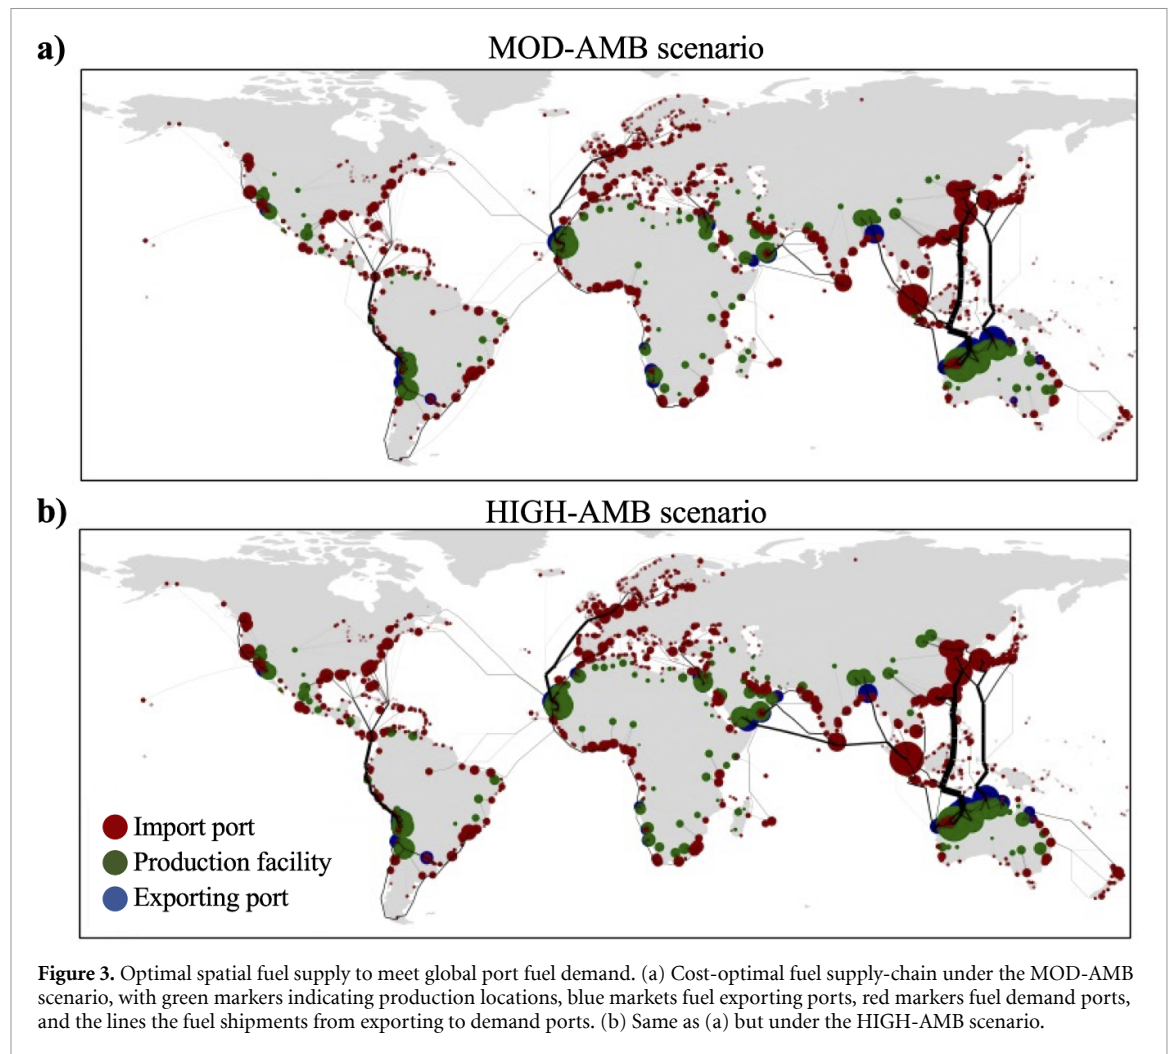 a)
MOD-AMB scenario
b)
HIGH-AMB scenario
Import port
Production facility
Exporting port
Figure 3. Optimal spatial fuel supply to meet global port fuel demand. (a) Cost-optimal fuel supply-chain under the MOD-AMB
scenario, with green markers indicating production locations, blue markets fuel exporting ports, red markers fuel demand ports,
and the lines the fuel shipments from exporting to demand ports. (b) Same as (a) but under the HIGH-AMB scenario.